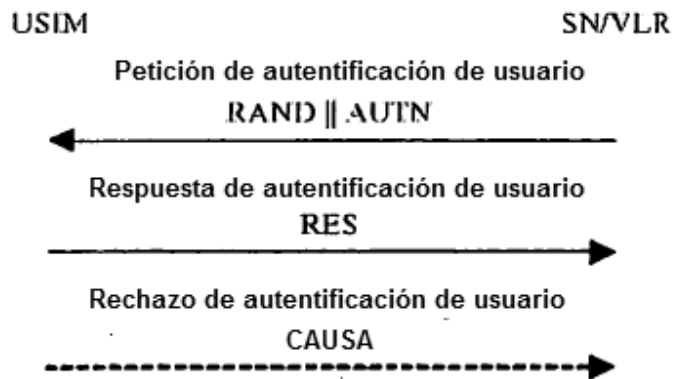 USIM SN/VLR
Petición de autentificación de usuario
RAND || AUTN
Respuesta de autentificación de usuario
RES
Rechazo de autentificación de usuario
CAUSA